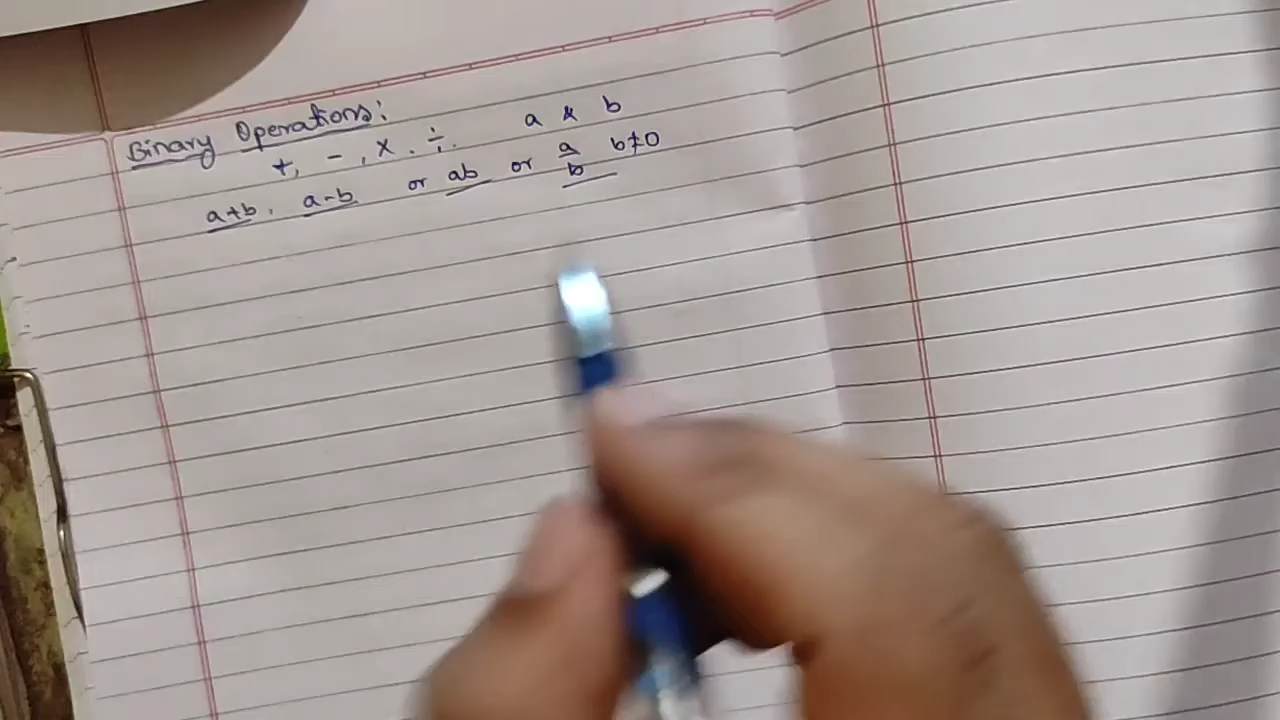 Binary Operations:
+, -, x. ÷. a & b
a+b, a-b or ab or a/b b≠0